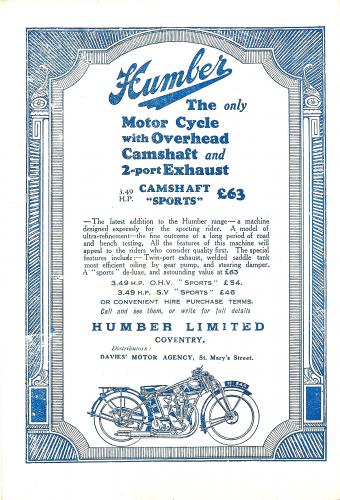 Humber
The only
Motor Cycle
with Overhead
Camshaft and
2-port Exhaust
3.49 H.P. CAMSHAFT "SPORTS" £63
—The latest addition to the Humber range—a machine
designed expressly for the sporting rider. A model of
ultra-refinement—the fine outcome of a long period of road
and bench testing. All the features of this machine will
appeal to the riders who consider quality first. The special
features include:— Twin-port exhaust, welded saddle tank
most efficient oiling by gear pump, and steering damper.
A "sports" de-luxe, and astounding value at £63
3.49 H.P. O.H.V. "SPORTS" £54.
3.49 H.P. S.V "SPORTS" £46
OR CONVENIENT HIRE PURCHASE TERMS.
Call and see them, or write for full details
HUMBER LIMITED
COVENTRY,
Distributors:
DAVIES' MOTOR AGENCY, St. Mary's Street.